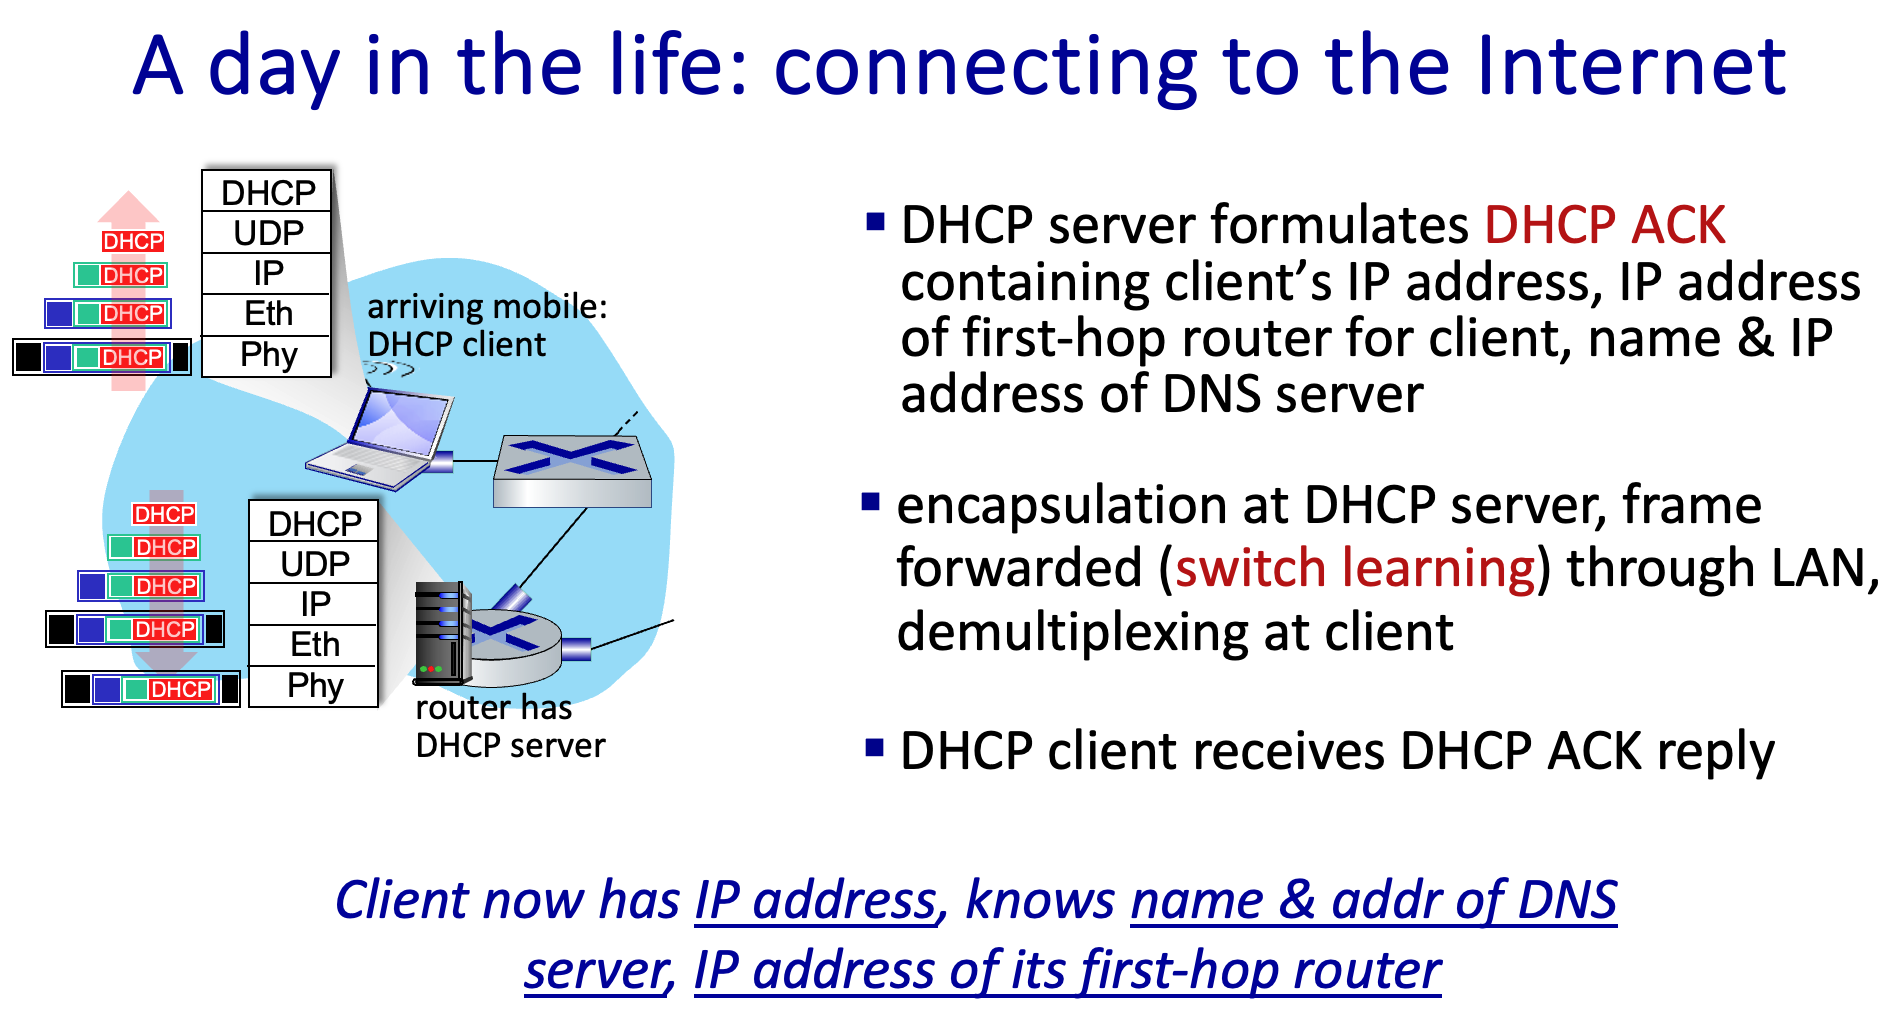 A day in the life: connecting to the Internet
DHCP
UDP
IP
Eth
Phy
DHCP
DHCP
DHCP
DHCP
arriving mobile:
DHCP client
DHCP
UDP
IP
Eth
Phy
DHCP
DHCP
DHCP
DHCP
DHCP
router has
DHCP server
▪ DHCP server formulates DHCP ACK
containing client’s IP address, IP address
of first-hop router for client, name & IP
address of DNS server
▪ encapsulation at DHCP server, frame
forwarded (switch learning) through LAN,
demultiplexing at client
▪ DHCP client receives DHCP ACK reply
Client now has IP address, knows name & addr of DNS
server, IP address of its first-hop router